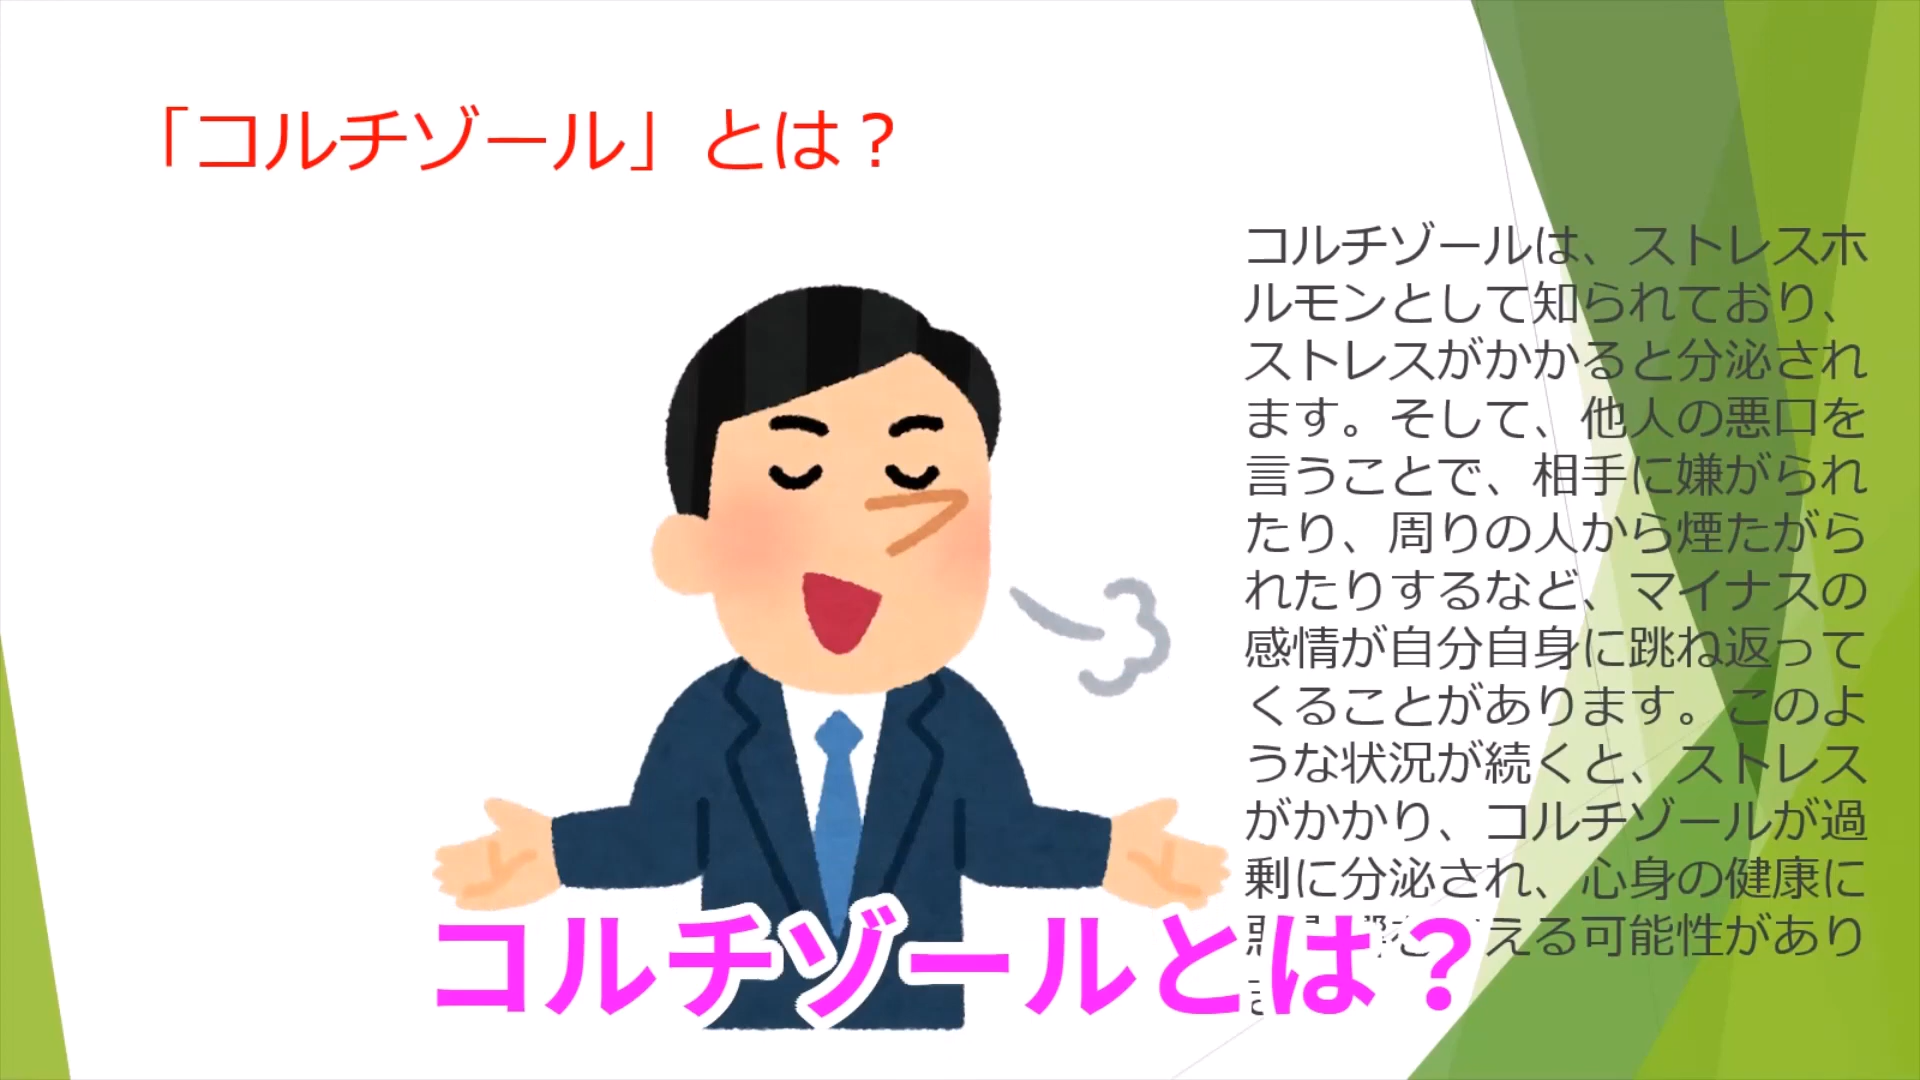 「コルチゾール」とは？
コルチゾールは、ストレスホ
ルモンとして知られており、
ストレスがかかると分泌され
ます。そして、他人の悪口を
言うことで、相手に嫌がられ
たり、周りの人から煙たがら
れたりするなど、マイナスの
感情が自分自身に跳ね返って
くることがあります。このよ
うな状況が続くと、ストレス
がかかり、コルチゾールが過
剰に分泌され、心身の健康に
える可能性があり
コルチゾールとは？